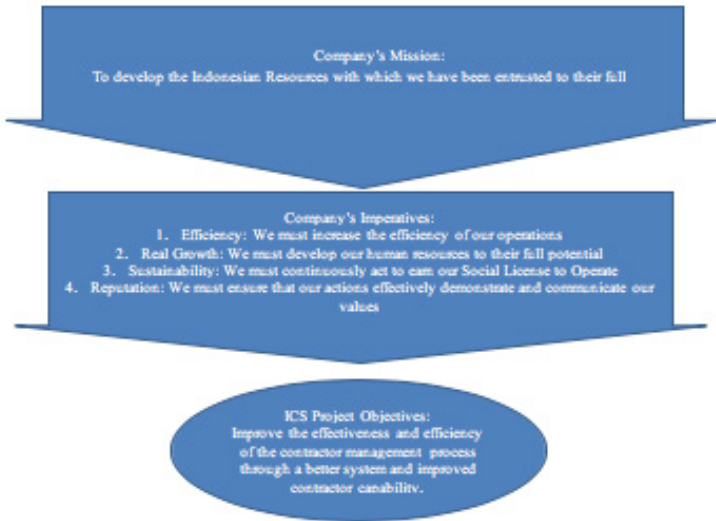 Company's Mission:
To develop the Indonesian Resources with which we have been entrusted to their full
Company's Imperatives:
1. Efficiency: We must increase the efficiency of our operations
2. Real Growth: We must develop our human resources to their full potential
3. Sustainability: We must continuously act to earn our Social License to Operate
4. Reputation: We must ensure that our actions effectively demonstrate and communicate our
values
ICS Project Objectives:
Improve the effectiveness and efficiency
of the contractor management process
through a better system and improved
contractor capability.